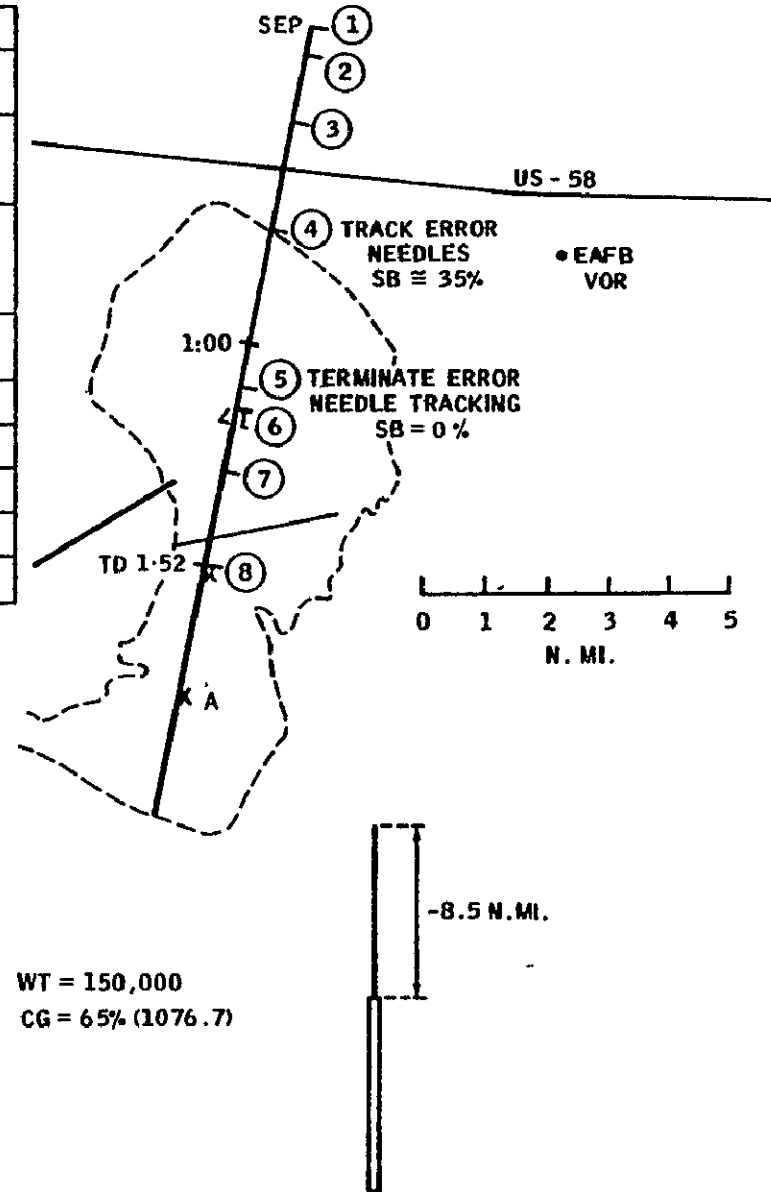 SEP 1
2
3
US - 58
4 TRACK ERROR
NEEDLES
SB ≅ 35%
• EAFB
VOR
1:00
5 TERMINATE ERROR
NEEDLE TRACKING
SB = 0 %
6
7
TD 1·52 8
X
0 1 2 3 4 5
N. MI.
X A
-8.5 N.MI.
WT = 150,000
CG = 65% (1076.7)